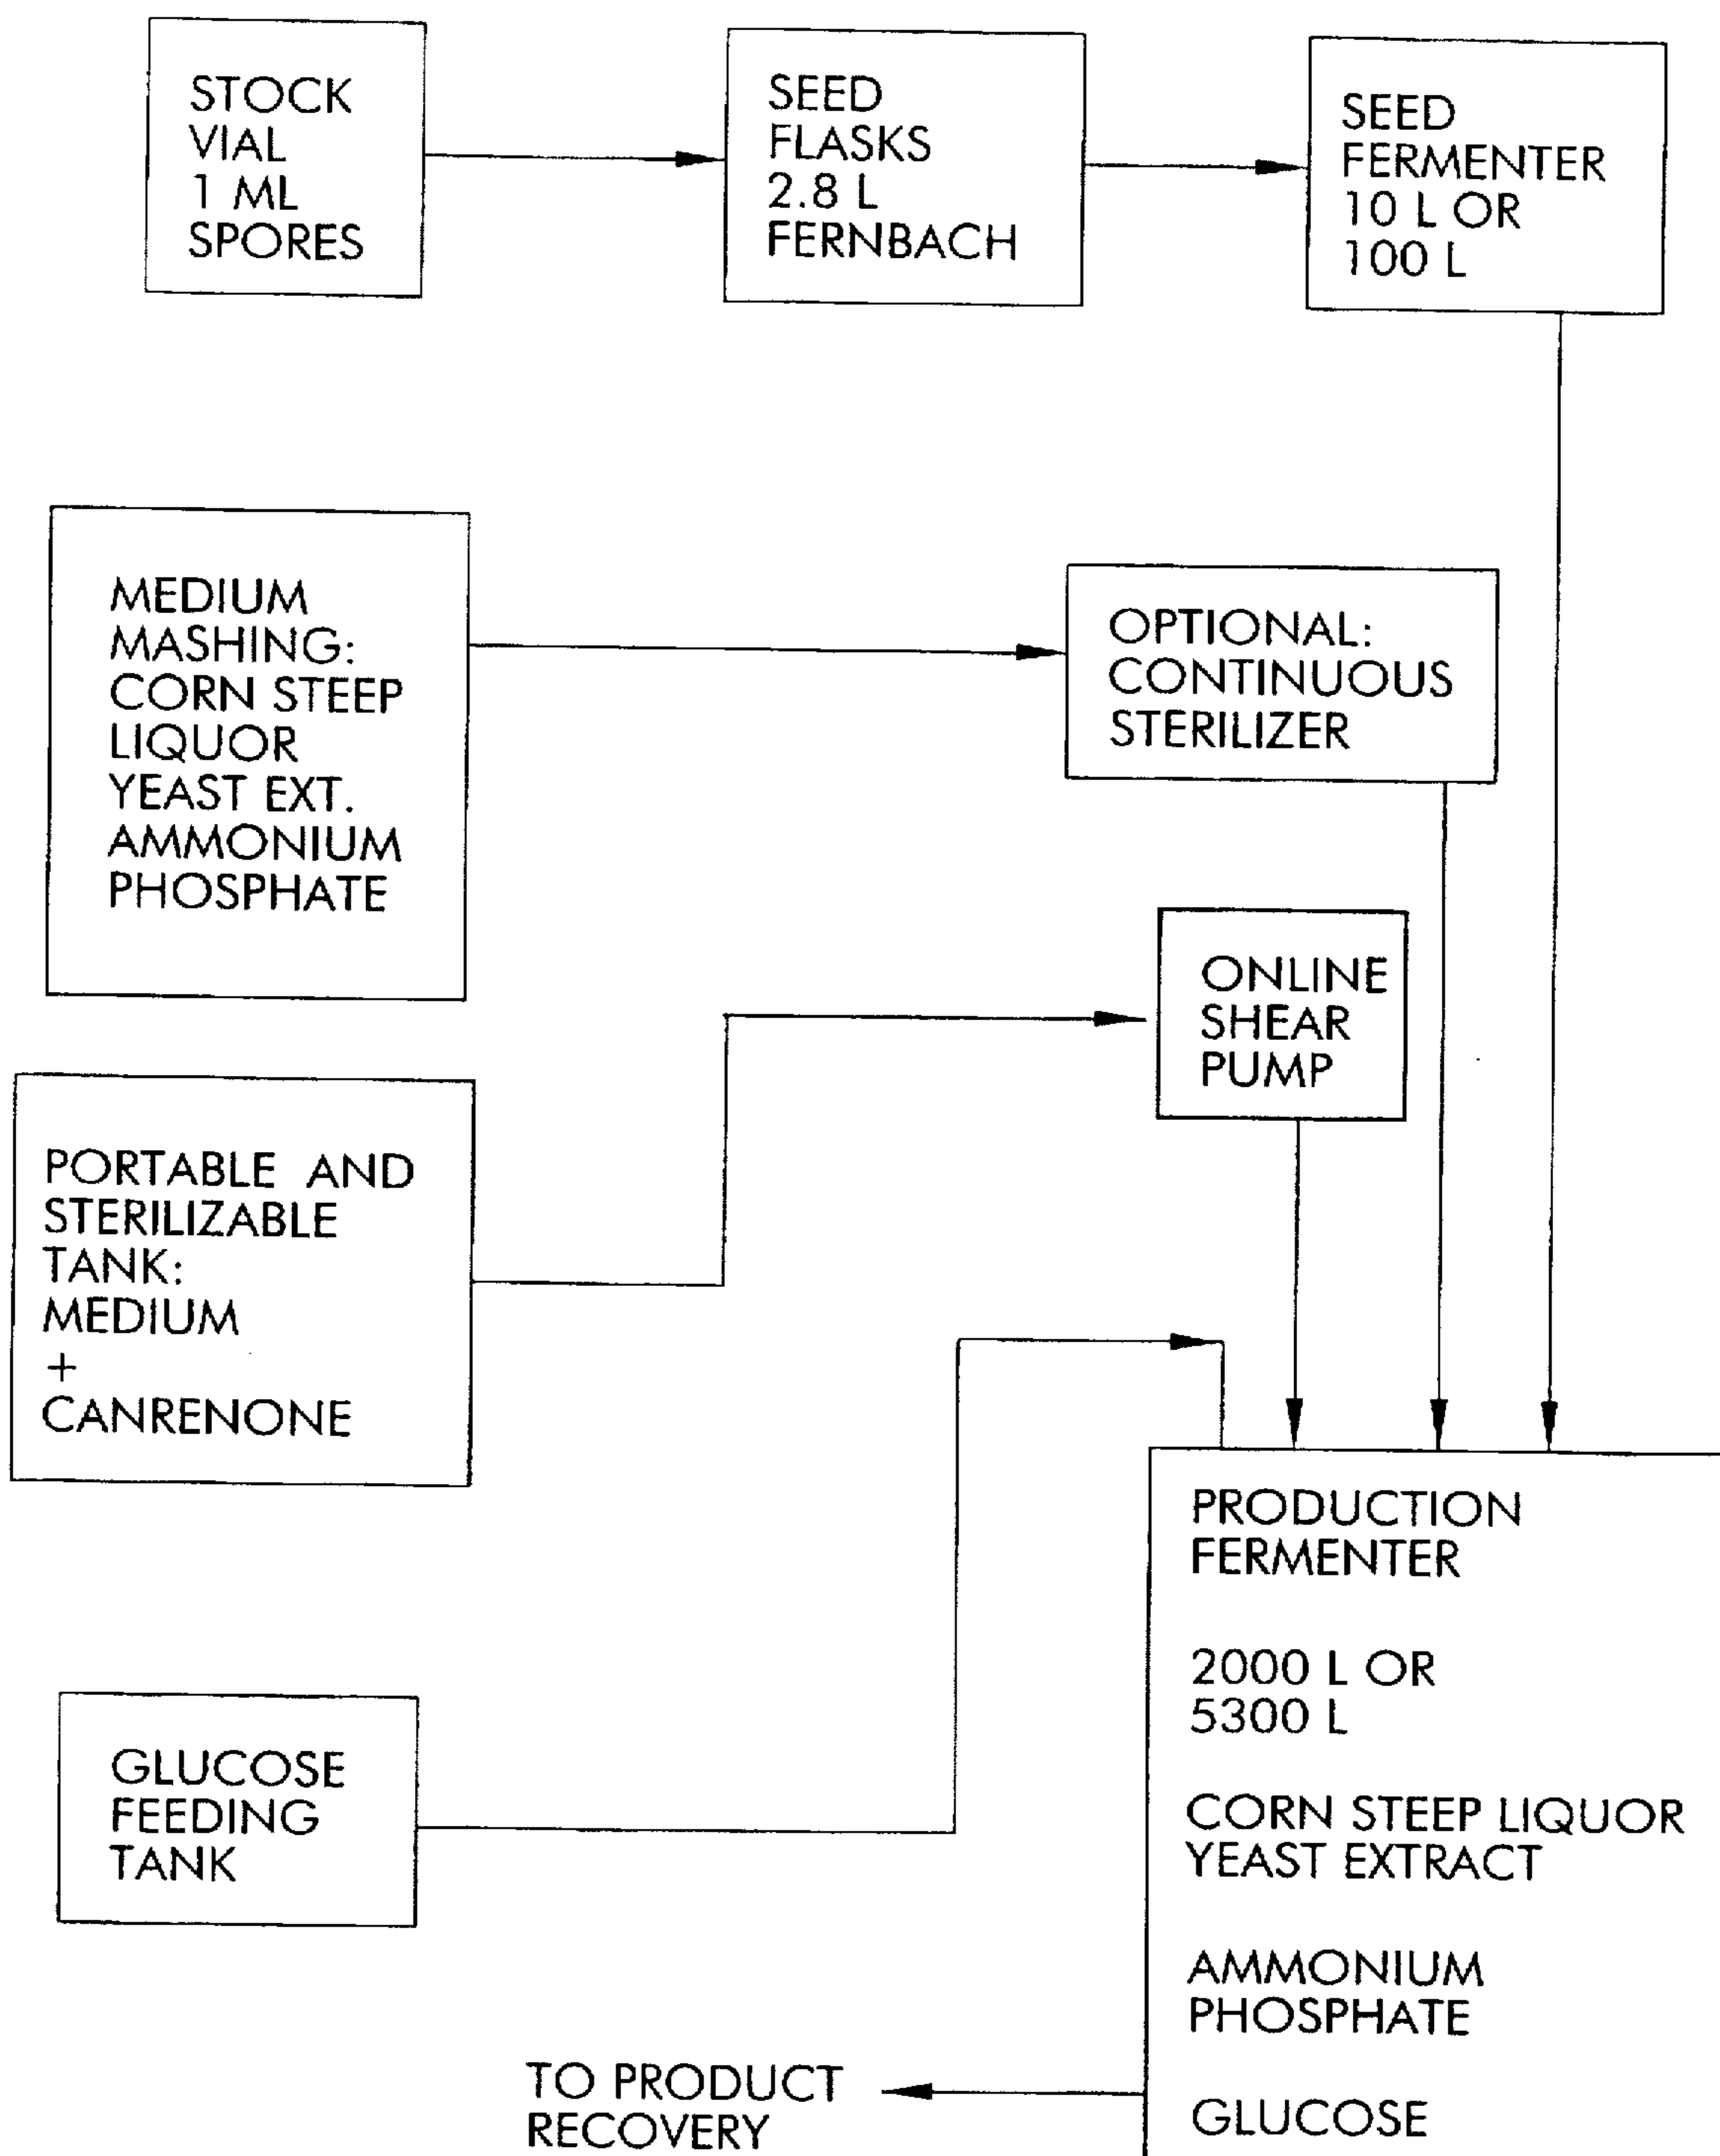 STOCK
VIAL
1 ML
SPORES
SEED
FLASKS
2.8 L
FERNBACH
SEED
FERMENTER
10 L OR
100 L
MEDIUM
MASHING:
CORN STEEP
LIQUOR
YEAST EXT.
AMMONIUM
PHOSPHATE
OPTIONAL:
CONTINUOUS
STERILIZER
ONLINE
SHEAR
PUMP
PORTABLE AND
STERILIZABLE
TANK:
MEDIUM
+
CANRENONE
GLUCOSE
FEEDING
TANK
PRODUCTION
FERMENTER
2000 L OR
5300 L
CORN STEEP LIQUOR
YEAST EXTRACT
AMMONIUM
PHOSPHATE
GLUCOSE
TO PRODUCT
RECOVERY